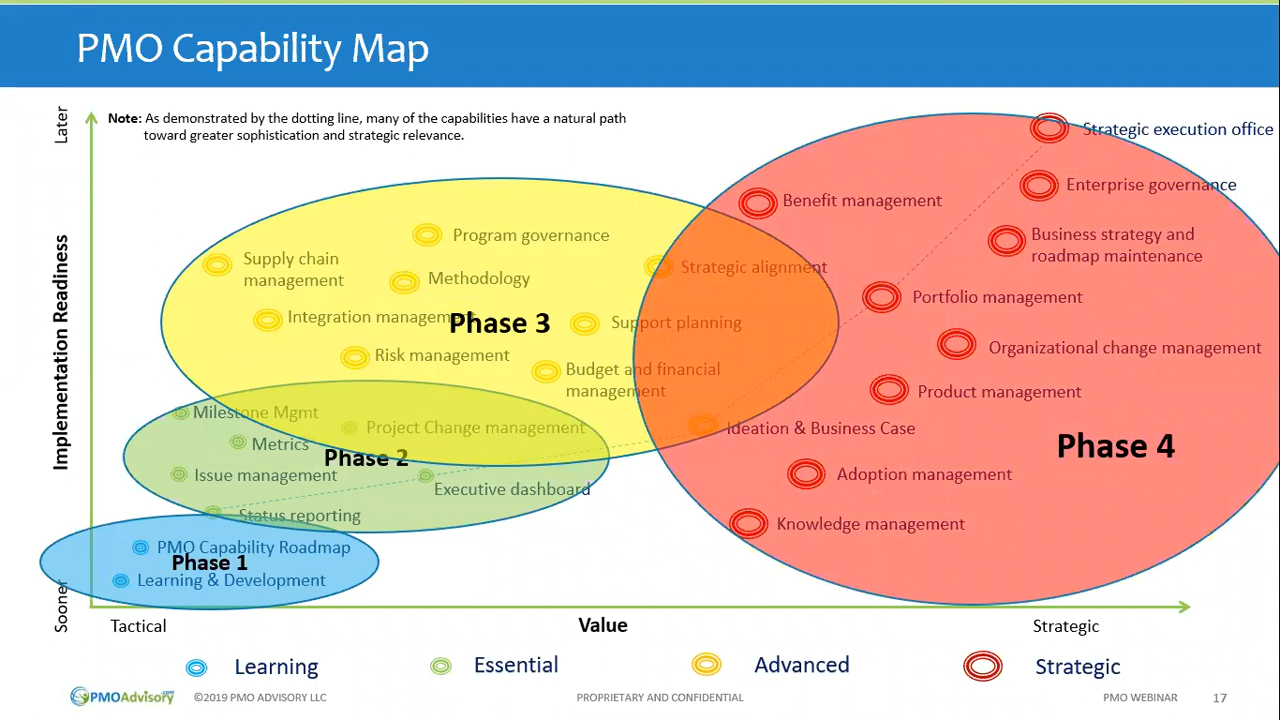 PMO Capability Map
Note: As demonstrated by the dotting line, many of the capabilities have a natural path
toward greater sophistication and strategic relevance.
Later
Implementation Readiness
Sooner
Strategic execution office
Enterprise governance
Benefit management
Business strategy and
roadmap maintenance
Program governance
Supply chain
management
Methodology
Strategic alignment
Portfolio management
Integration management
Phase 3
Support planning
Organizational change management
Risk management
Budget and financial
management
Product management
Milestone Mgmt
Project Change management
Ideation & Business Case
Metrics
Phase 2
Phase 4
Issue management
Executive dashboard
Adoption management
Status reporting
Knowledge management
PMO Capability Roadmap
Phase 1
Learning & Development
Tactical
Value
Strategic
Learning
Essential
Advanced
Strategic
PMOAdvisory.com
©2019 PMO ADVISORY LLC
PROPRIETARY AND CONFIDENTIAL
PMO WEBINAR
17